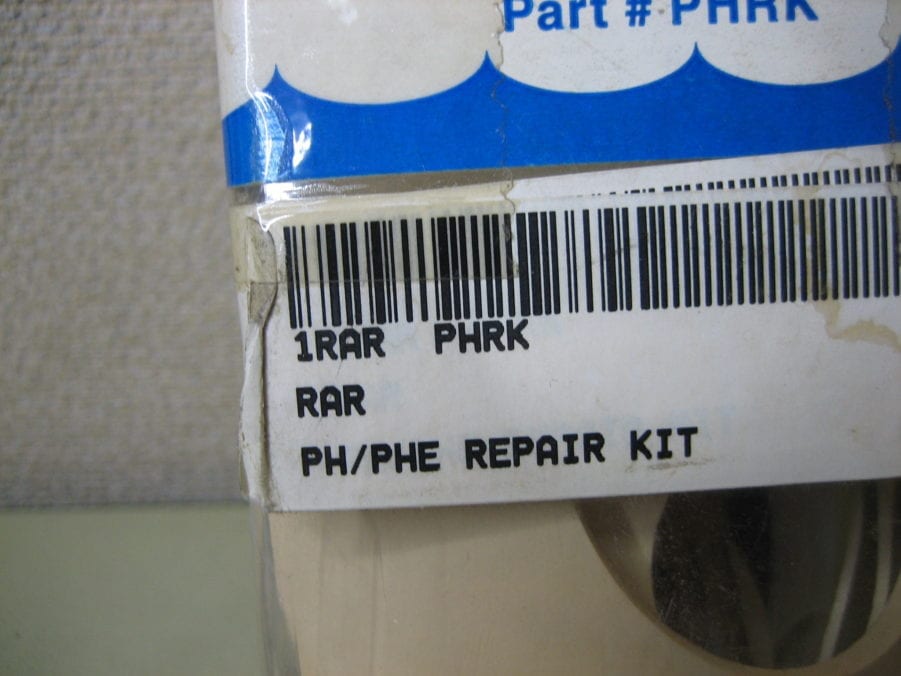 Part # PHRK
1RAR PHRK
RAR
PH/PHE REPAIR KIT